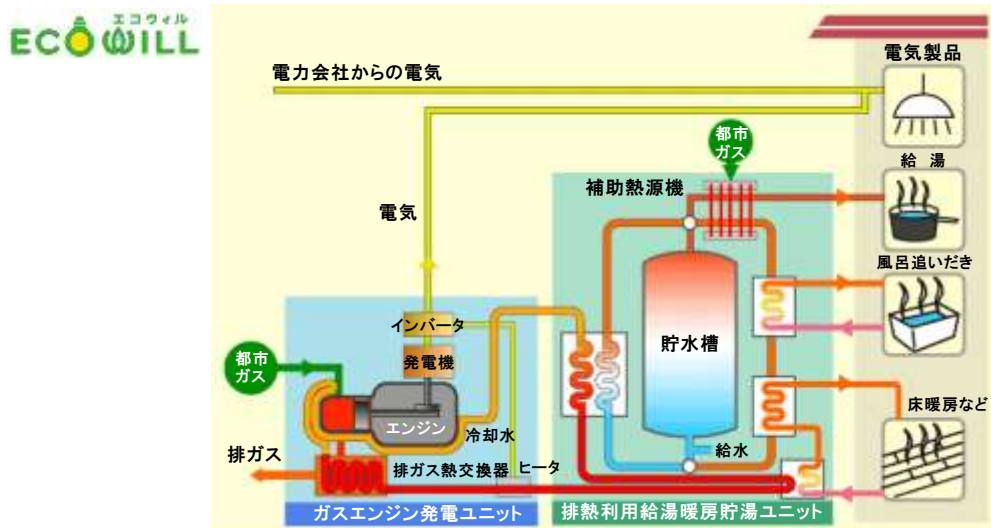 エコウィル
ECOWILL
電気製品
電力会社からの電気
都市
ガス
給湯
補助熱源機
電気
風呂追いだき
インバータ
貯水槽
発電機
都市
ガス
エンジン
床暖房など
冷却水
給水
排ガス
排ガス熱交換器
ヒータ
ガスエンジン発電ユニット
排熱利用給湯暖房貯湯ユニット